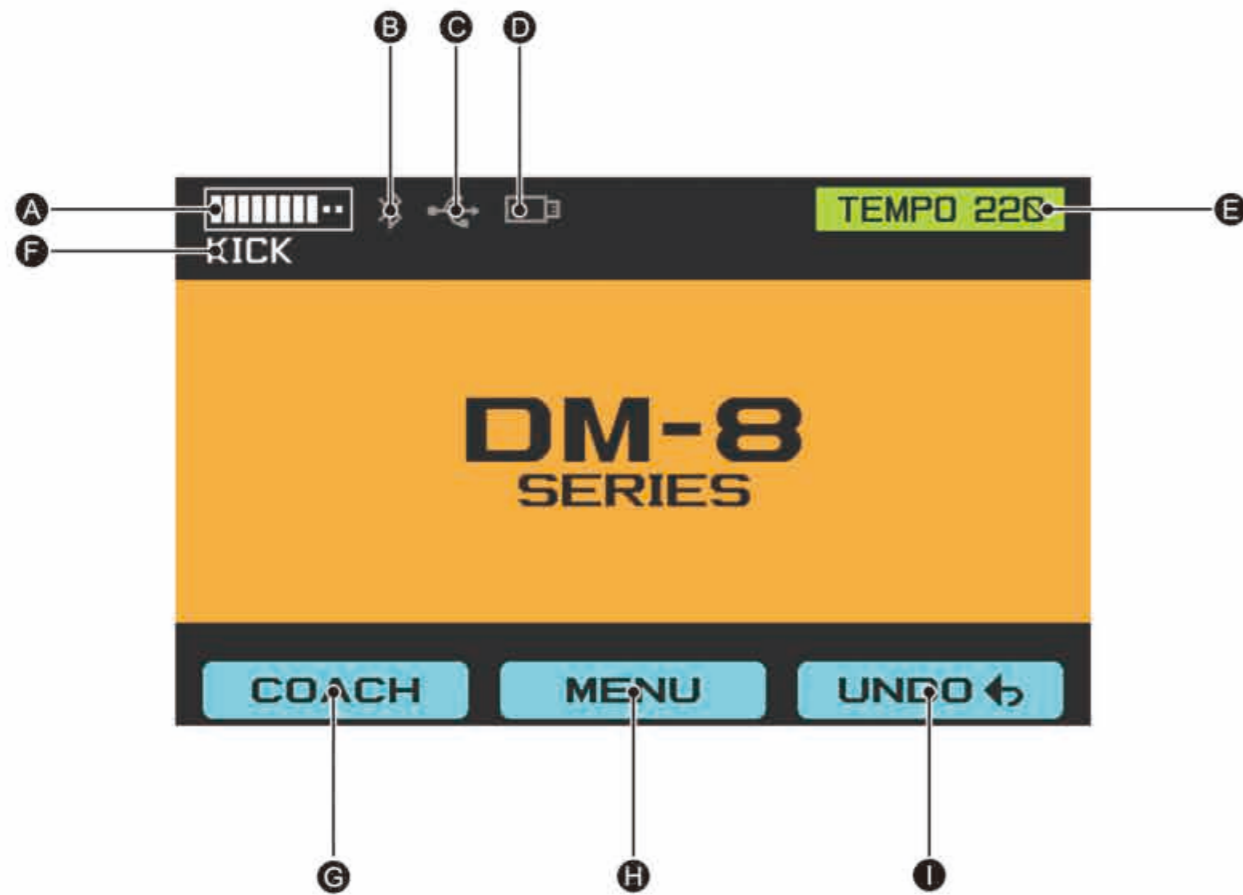 B C D
A TEMPO 220 E
F KICK
DM-8
SERIES
COACH MENU UNDO
G H I